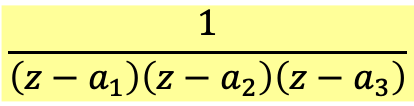 1
(z − a₁)(z − a₂)(z − a₃)